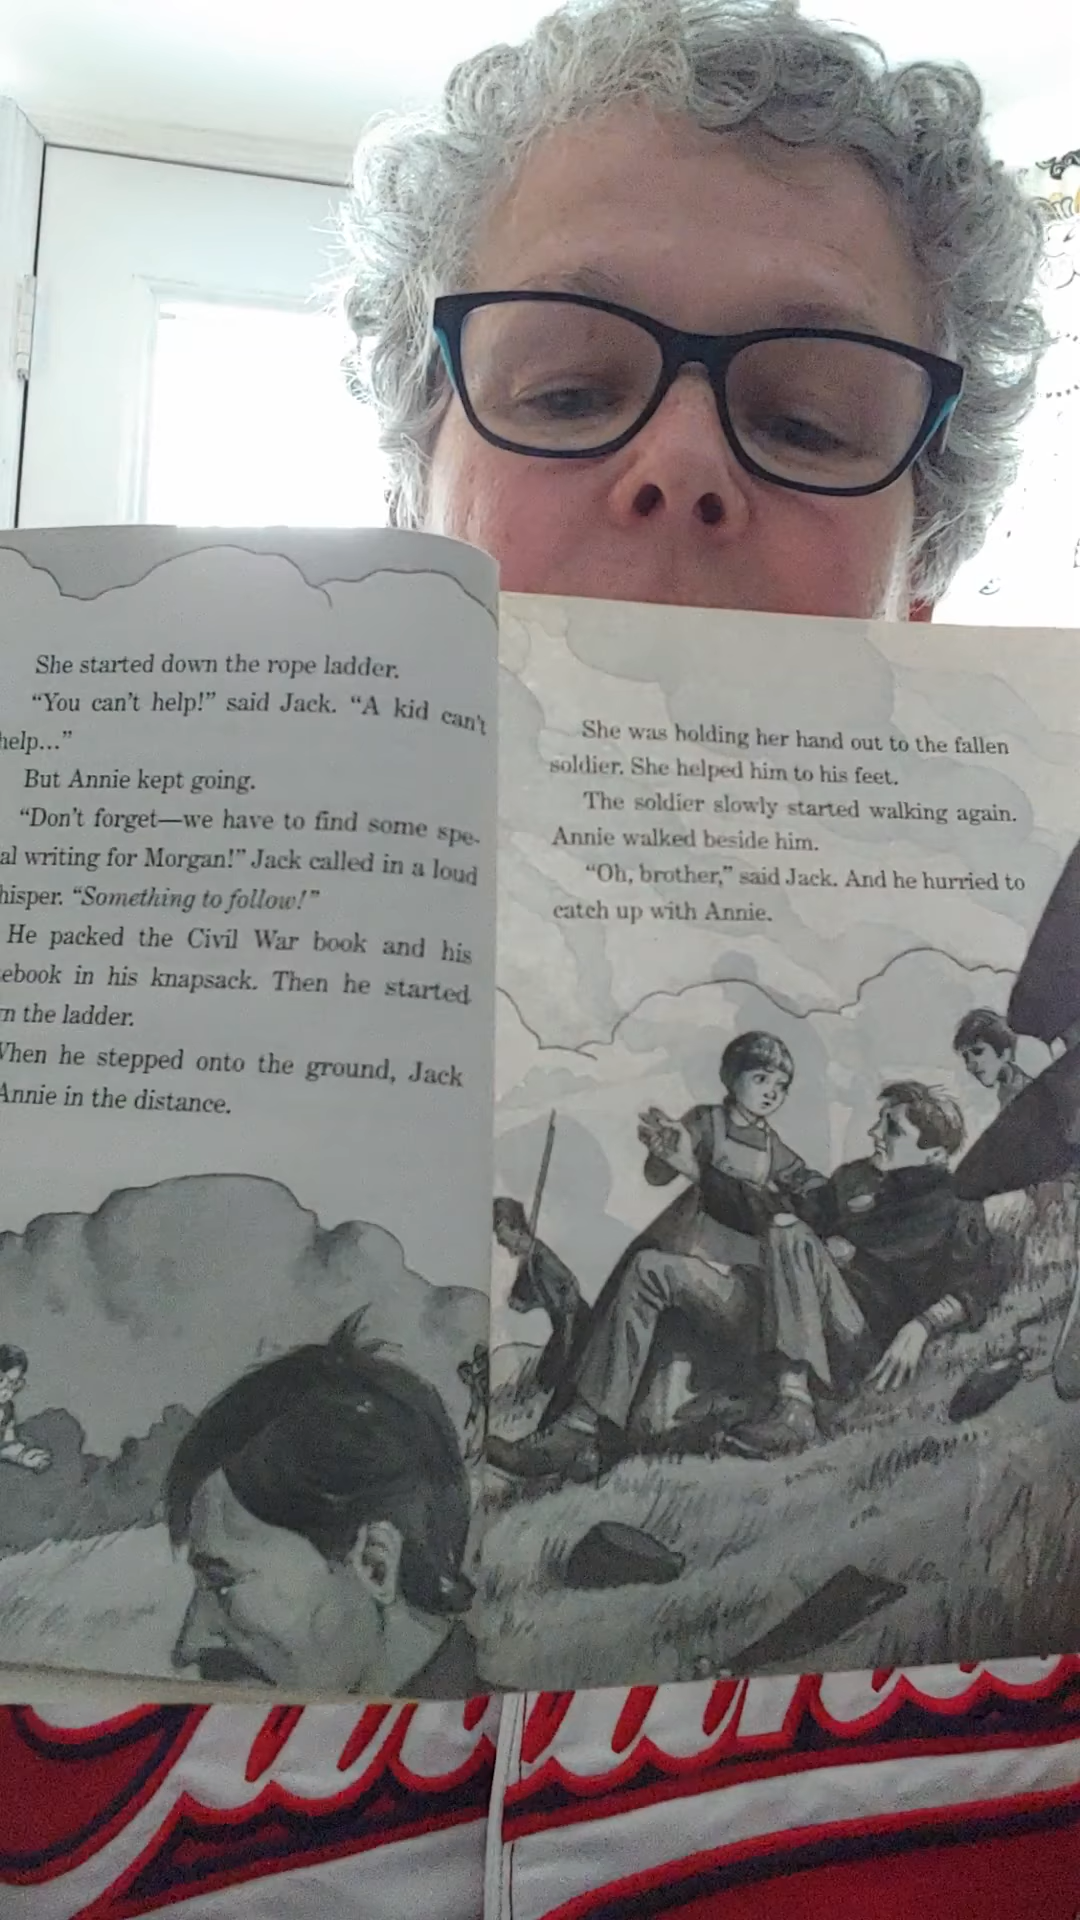 She started down the rope ladder.
"You can't help!" said Jack. "A kid can't
help..."
But Annie kept going.
"Don't forget—we have to find some spe-
al writing for Morgan!" Jack called in a loud
hisper. "Something to follow!"
He packed the Civil War book and his
ebook in his knapsack. Then he started
n the ladder.
When he stepped onto the ground, Jack
Annie in the distance.
She was holding her hand out to the fallen
soldier. She helped him to his feet.
The soldier slowly started walking again.
Annie walked beside him.
"Oh, brother," said Jack. And he hurried to
catch up with Annie.